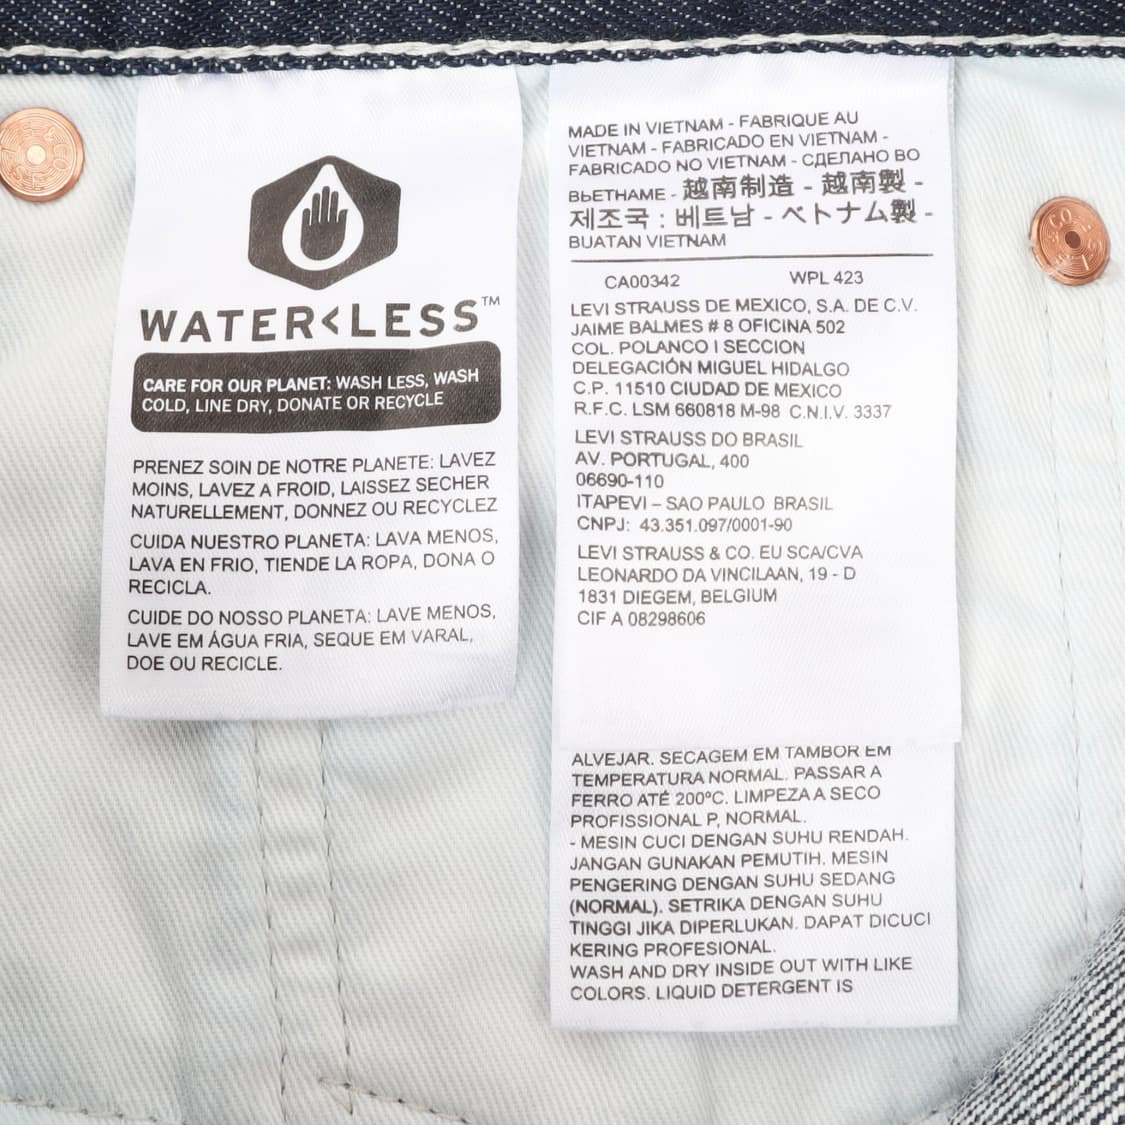 WATER<LESS™
CARE FOR OUR PLANET: WASH LESS, WASH
COLD, LINE DRY, DONATE OR RECYCLE
PRENEZ SOIN DE NOTRE PLANETE: LAVEZ
MOINS, LAVEZ A FROID, LAISSEZ SECHER
NATURELLEMENT, DONNEZ OU RECYCLEZ
CUIDA NUESTRO PLANETA: LAVA MENOS,
LAVA EN FRIO, TIENDE LA ROPA, DONA O
RECICLA.
CUIDE DO NOSSO PLANETA: LAVE MENOS,
LAVE EM ÁGUA FRIA, SEQUE EM VARAL,
DOE OU RECICLE.
MADE IN VIETNAM - FABRIQUE AU
VIETNAM - FABRICADO EN VIETNAM -
FABRICADO NO VIETNAM - СДЕЛАНО ВО
ВЬЕТНАМЕ - 越南制造 - 越南製 -
제조국 : 베트남 - ベトナム製 -
BUATAN VIETNAM
CA00342 WPL 423
LEVI STRAUSS DE MEXICO, S.A. DE C.V.
JAIME BALMES # 8 OFICINA 502
COL. POLANCO I SECCION
DELEGACIÓN MIGUEL HIDALGO
C.P. 11510 CIUDAD DE MEXICO
R.F.C. LSM 660818 M-98 C.N.I.V. 3337
LEVI STRAUSS DO BRASIL
AV. PORTUGAL, 400
06690-110
ITAPEVI – SAO PAULO BRASIL
CNPJ: 43.351.097/0001-90
LEVI STRAUSS & CO. EU SCA/CVA
LEONARDO DA VINCILAAN, 19 - D
1831 DIEGEM, BELGIUM
CIF A 08298606
ALVEJAR. SECAGEM EM TAMBOR EM
TEMPERATURA NORMAL. PASSAR A
FERRO ATÉ 200ºC. LIMPEZA A SECO
PROFISSIONAL P, NORMAL.
- MESIN CUCI DENGAN SUHU RENDAH.
JANGAN GUNAKAN PEMUTIH. MESIN
PENGERING DENGAN SUHU SEDANG
(NORMAL). SETRIKA DENGAN SUHU
TINGGI JIKA DIPERLUKAN. DAPAT DICUCI
KERING PROFESIONAL.
WASH AND DRY INSIDE OUT WITH LIKE
COLORS. LIQUID DETERGENT IS